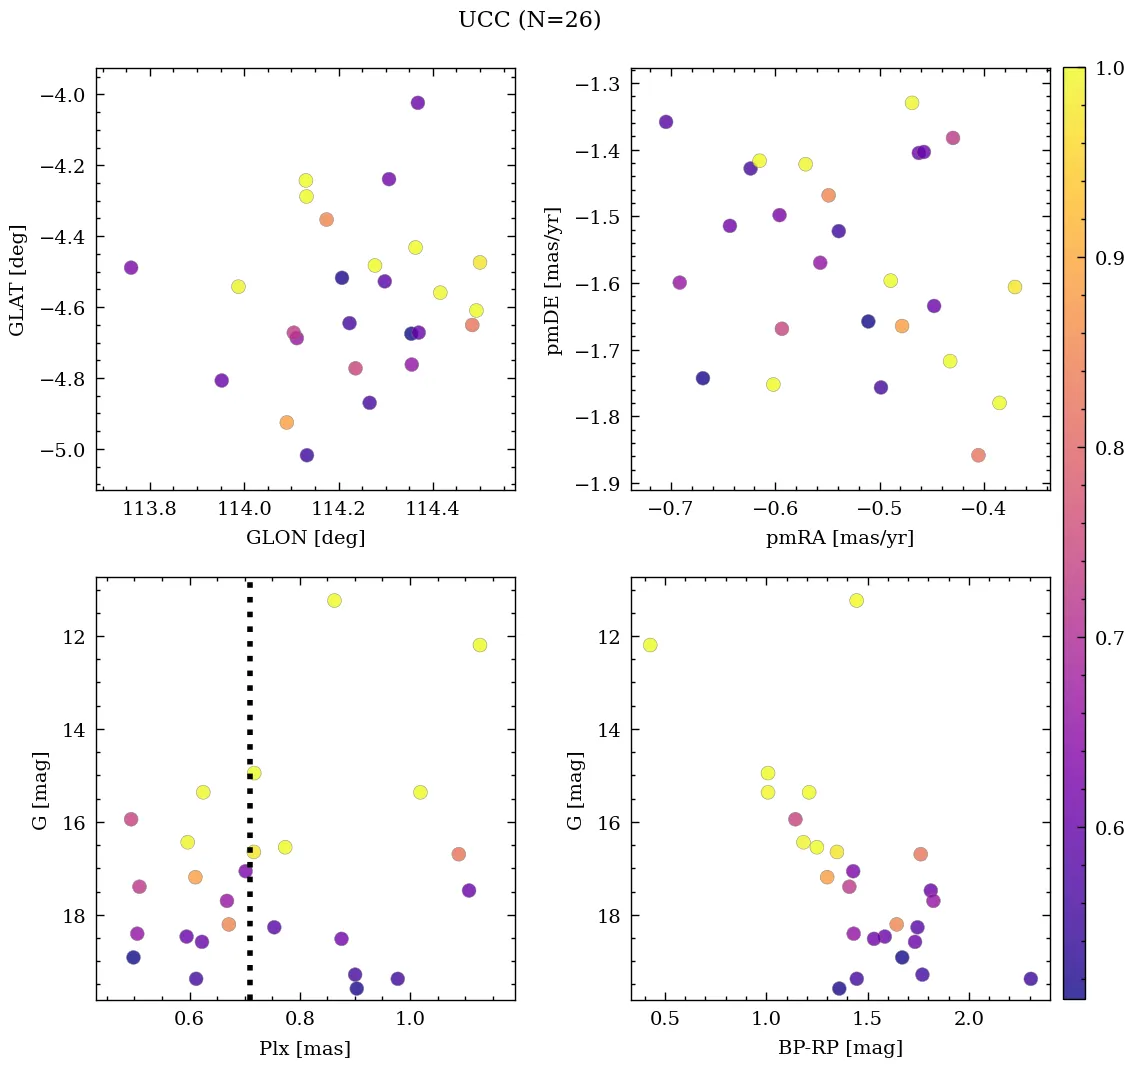 UCC (N=26)
−4.0
−4.2
−4.4
−4.6
−4.8
−5.0
GLAT [deg]
113.8 114.0 114.2 114.4
GLON [deg]
−1.3
−1.4
−1.5
−1.6
−1.7
−1.8
−1.9
pmDE [mas/yr]
−0.7 −0.6 −0.5 −0.4
pmRA [mas/yr]
1.0
0.9
0.8
0.7
0.6
12
14
16
18
G [mag]
0.6 0.8 1.0
Plx [mas]
12
14
16
18
G [mag]
0.5 1.0 1.5 2.0
BP-RP [mag]